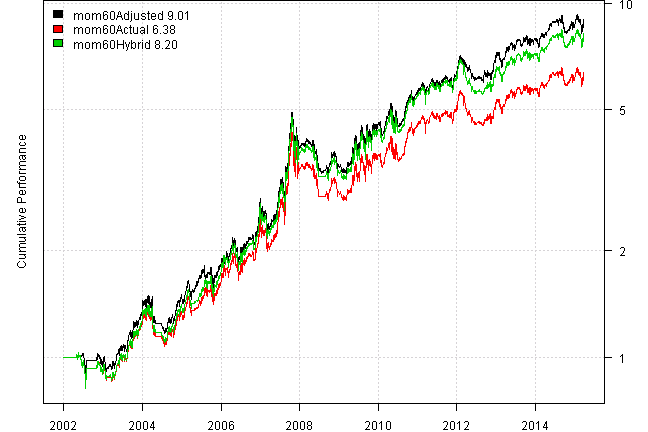 mom60Adjusted 9.01
mom60Actual 6.38
mom60Hybrid 8.20
Cumulative Performance
10
5
2
1
2002 2004 2006 2008 2010 2012 2014